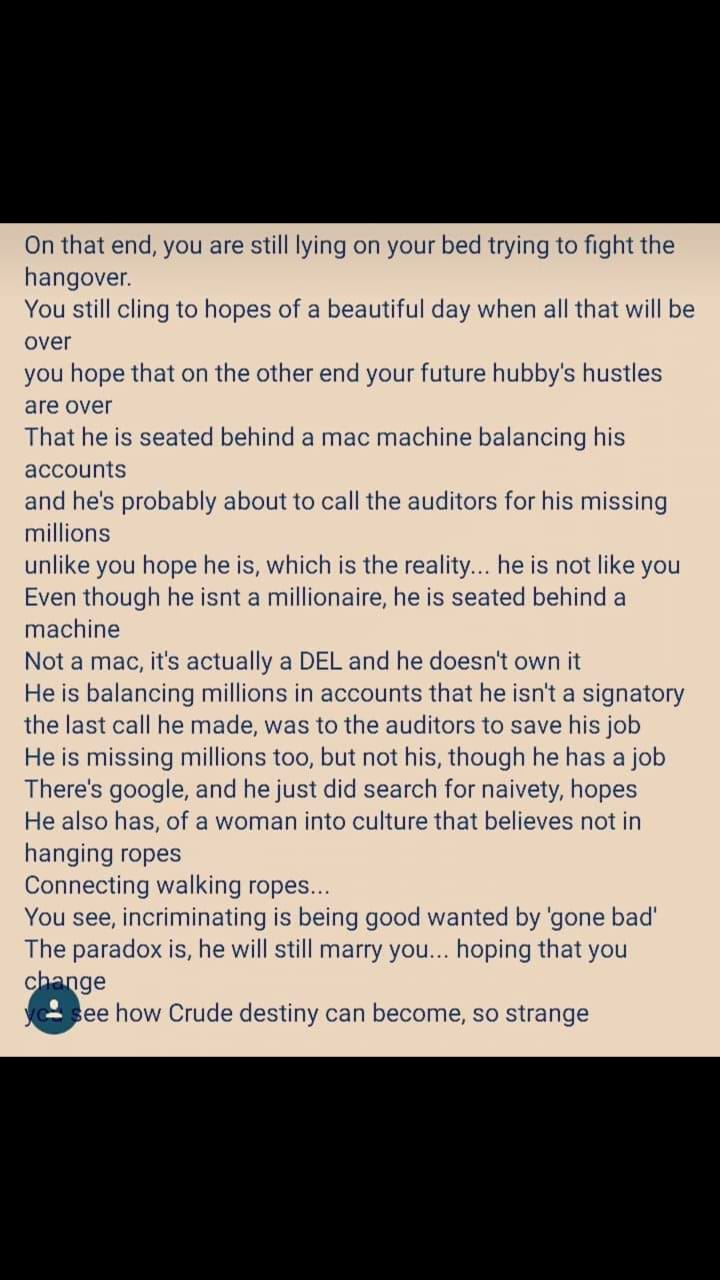 On that end, you are still lying on your bed trying to fight the
hangover.
You still cling to hopes of a beautiful day when all that will be
over
you hope that on the other end your future hubby's hustles
are over
That he is seated behind a mac machine balancing his
accounts
and he's probably about to call the auditors for his missing
millions
unlike you hope he is, which is the reality... he is not like you
Even though he isnt a millionaire, he is seated behind a
machine
Not a mac, it's actually a DEL and he doesn't own it
He is balancing millions in accounts that he isn't a signatory
the last call he made, was to the auditors to save his job
He is missing millions too, but not his, though he has a job
There's google, and he just did search for naivety, hopes
He also has, of a woman into culture that believes not in
hanging ropes
Connecting walking ropes...
You see, incriminating is being good wanted by 'gone bad'
The paradox is, he will still marry you... hoping that you
change
you see how Crude destiny can become, so strange